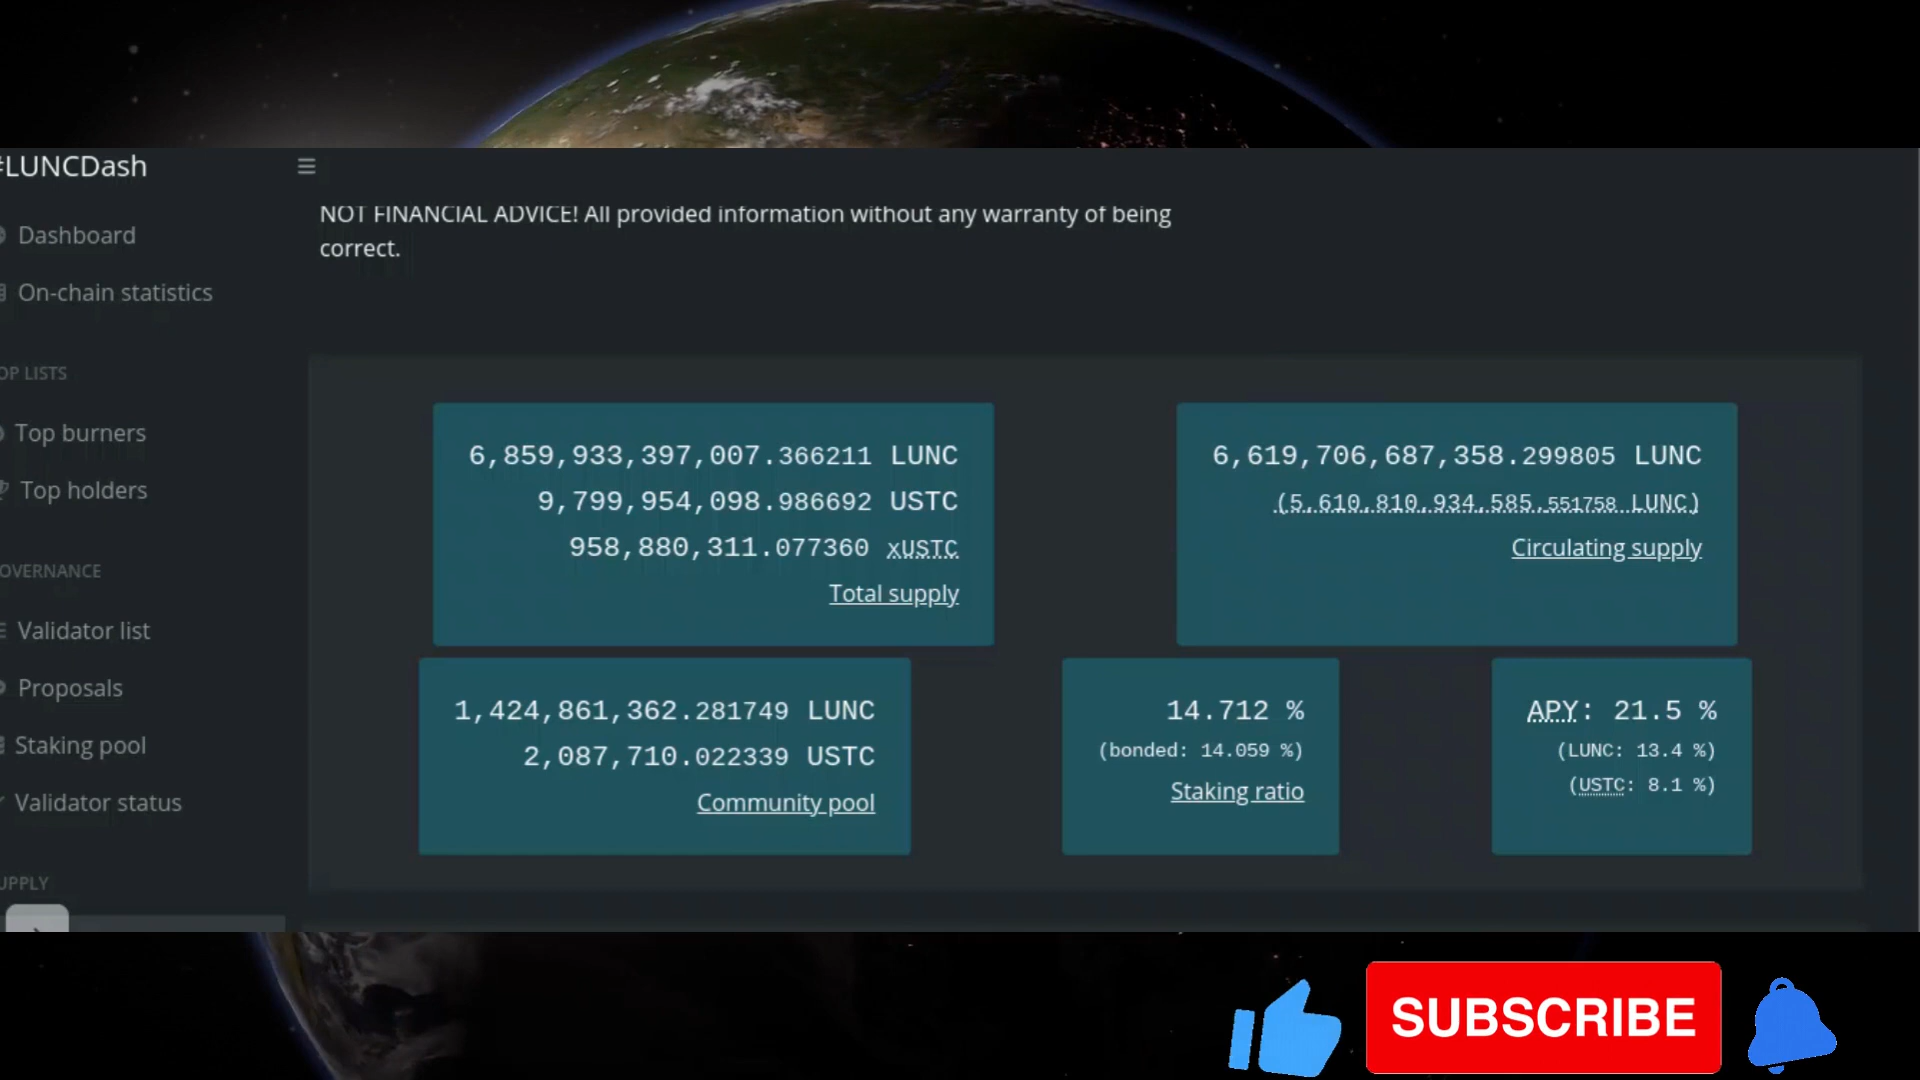 #LUNCDash
☰
NOT FINANCIAL ADVICE! All provided information without any warranty of being
correct.
Dashboard
On-chain statistics
OP LISTS
Top burners
Top holders
OVERNANCE
Validator list
Proposals
Staking pool
Validator status
UPPLY
6,859,933,397,007.366211 LUNC
9,799,954,098.986692 USTC
958,880,311.077360 xUSTC
Total supply
6,619,706,687,358.299805 LUNC
(5,610,810,934,585.551758 LUNC)
Circulating supply
1,424,861,362.281749 LUNC
2,087,710.022339 USTC
Community pool
14.712 %
(bonded: 14.059 %)
Staking ratio
APY: 21.5 %
(LUNC: 13.4 %)
(USTC: 8.1 %)
SUBSCRIBE